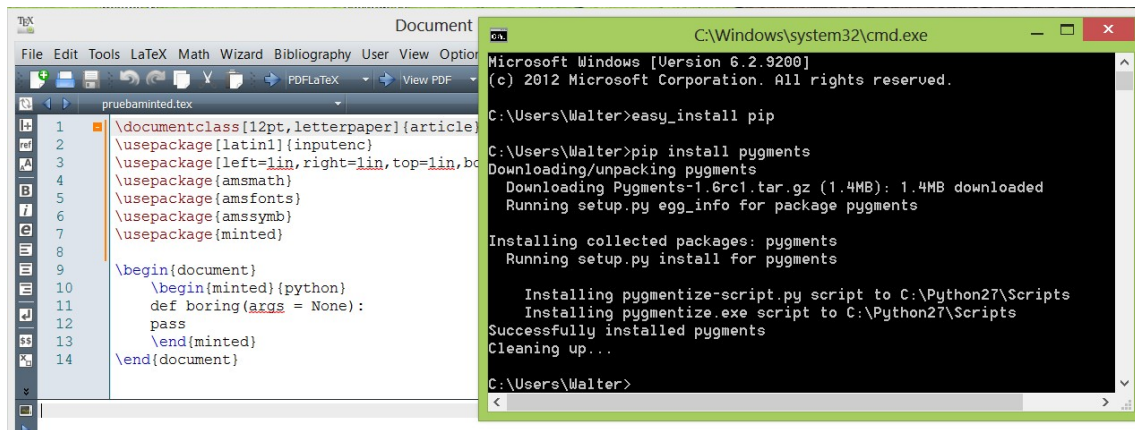 TEX
Document
File Edit Tools LaTeX Math Wizard Bibliography User View Option
PDFLaTeX View PDF
pruebaminted.tex
1 \documentclass[12pt,letterpaper]{article}
2 \usepackage[latin1]{inputenc}
3 \usepackage[left=1in,right=1in,top=1in,bo
4 \usepackage{amsmath}
5 \usepackage{amsfonts}
6 \usepackage{amssymb}
7 \usepackage{minted}
8
9 \begin{document}
10 \begin{minted}{python}
11 def boring(args = None):
12 pass
13 \end{minted}
14 \end{document}
ref
B
i
e
$$
C:\Windows\system32\cmd.exe
Microsoft Windows [Version 6.2.9200]
(c) 2012 Microsoft Corporation. All rights reserved.
C:\Users\Walter>easy_install pip
C:\Users\Walter>pip install pygments
Downloading/unpacking pygments
Downloading Pygments-1.6rc1.tar.gz (1.4MB): 1.4MB downloaded
Running setup.py egg_info for package pygments
Installing collected packages: pygments
Running setup.py install for pygments
Installing pygmentize-script.py script to C:\Python27\Scripts
Installing pygmentize.exe script to C:\Python27\Scripts
Successfully installed pygments
Cleaning up...
C:\Users\Walter>